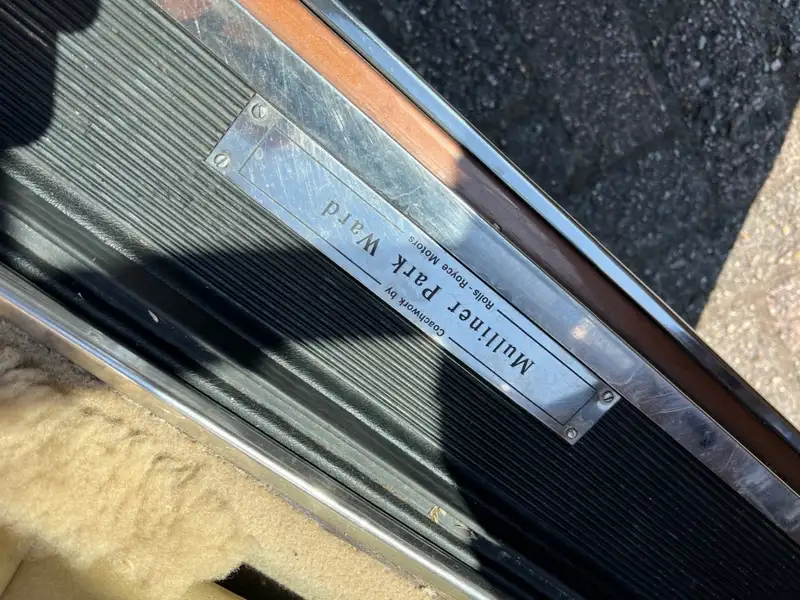 Coachwork by
Mulliner Park Ward
Rolls-Royce Motors